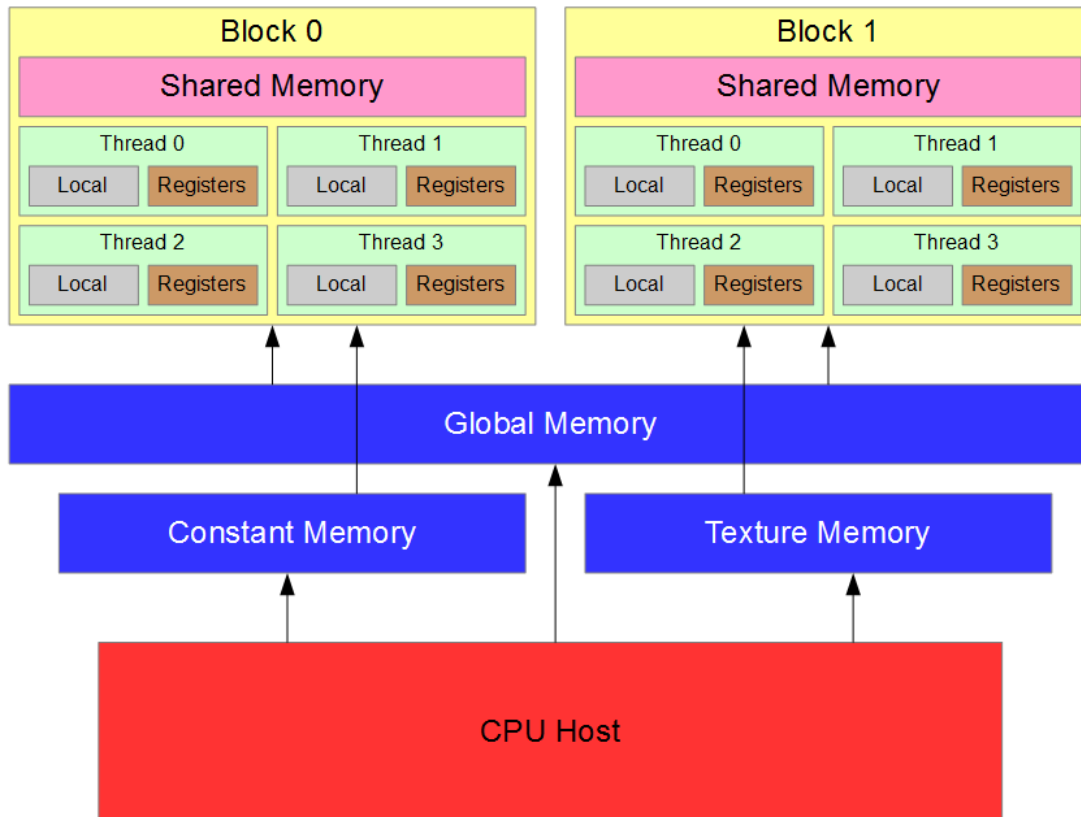 Block 0
Shared Memory
Thread 0
Local Registers
Thread 1
Local Registers
Thread 2
Local Registers
Thread 3
Local Registers
Block 1
Shared Memory
Thread 0
Local Registers
Thread 1
Local Registers
Thread 2
Local Registers
Thread 3
Local Registers
Global Memory
Constant Memory
Texture Memory
CPU Host